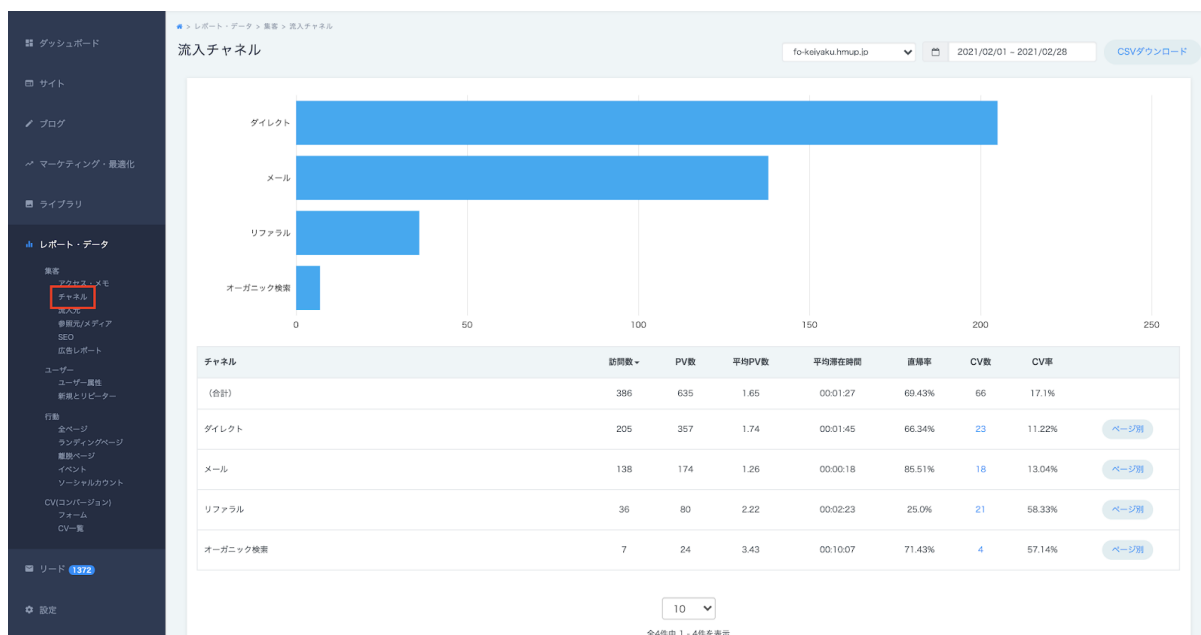 ダッシュボード
サイト
ブログ
マーケティング・最適化
ライブラリ
レポート・データ
集客
アクセス・メモ
チャネル
流入元
参照元/メディア
SEO
広告レポート
ユーザー
ユーザー属性
新規とリピーター
行動
全ページ
ランディングページ
離脱ページ
イベント
ソーシャルカウント
CV(コンバージョン)
フォーム
CV一覧
リード 1372
設定
> レポート・データ > 集客 > 流入チャネル
流入チャネル
fo-keiyaku.hmup.jp
2021/02/01 - 2021/02/28
CSVダウンロード
ダイレクト
メール
リファラル
オーガニック検索
0 50 100 150 200 250
チャネル 訪問数 PV数 平均PV数 平均滞在時間 直帰率 CV数 CV率
(合計) 386 635 1.65 00:01:27 69.43% 66 17.1%
ダイレクト 205 357 1.74 00:01:45 66.34% 23 11.22% ページ別
メール 138 174 1.26 00:00:18 85.51% 18 13.04% ページ別
リファラル 36 80 2.22 00:02:23 25.0% 21 58.33% ページ別
オーガニック検索 7 24 3.43 00:10:07 71.43% 4 57.14% ページ別
10
全4件中 1 - 4件を表示